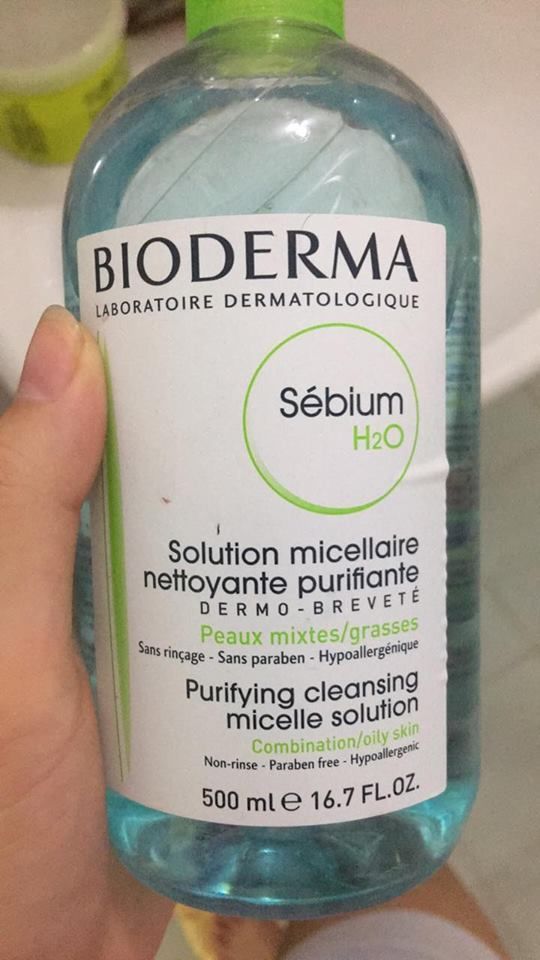 BIODERMA
LABORATOIRE DERMATOLOGIQUE
Sébium
H2O
Solution micellaire
nettoyante purifiante
DERMO-BREVETÉ
Peaux mixtes/grasses
Sans rinçage - Sans paraben - Hypoallergénique
Purifying cleansing
micelle solution
Combination/oily skin
Non-rinse - Paraben free - Hypoallergenic
500 ml e 16.7 FL.OZ.